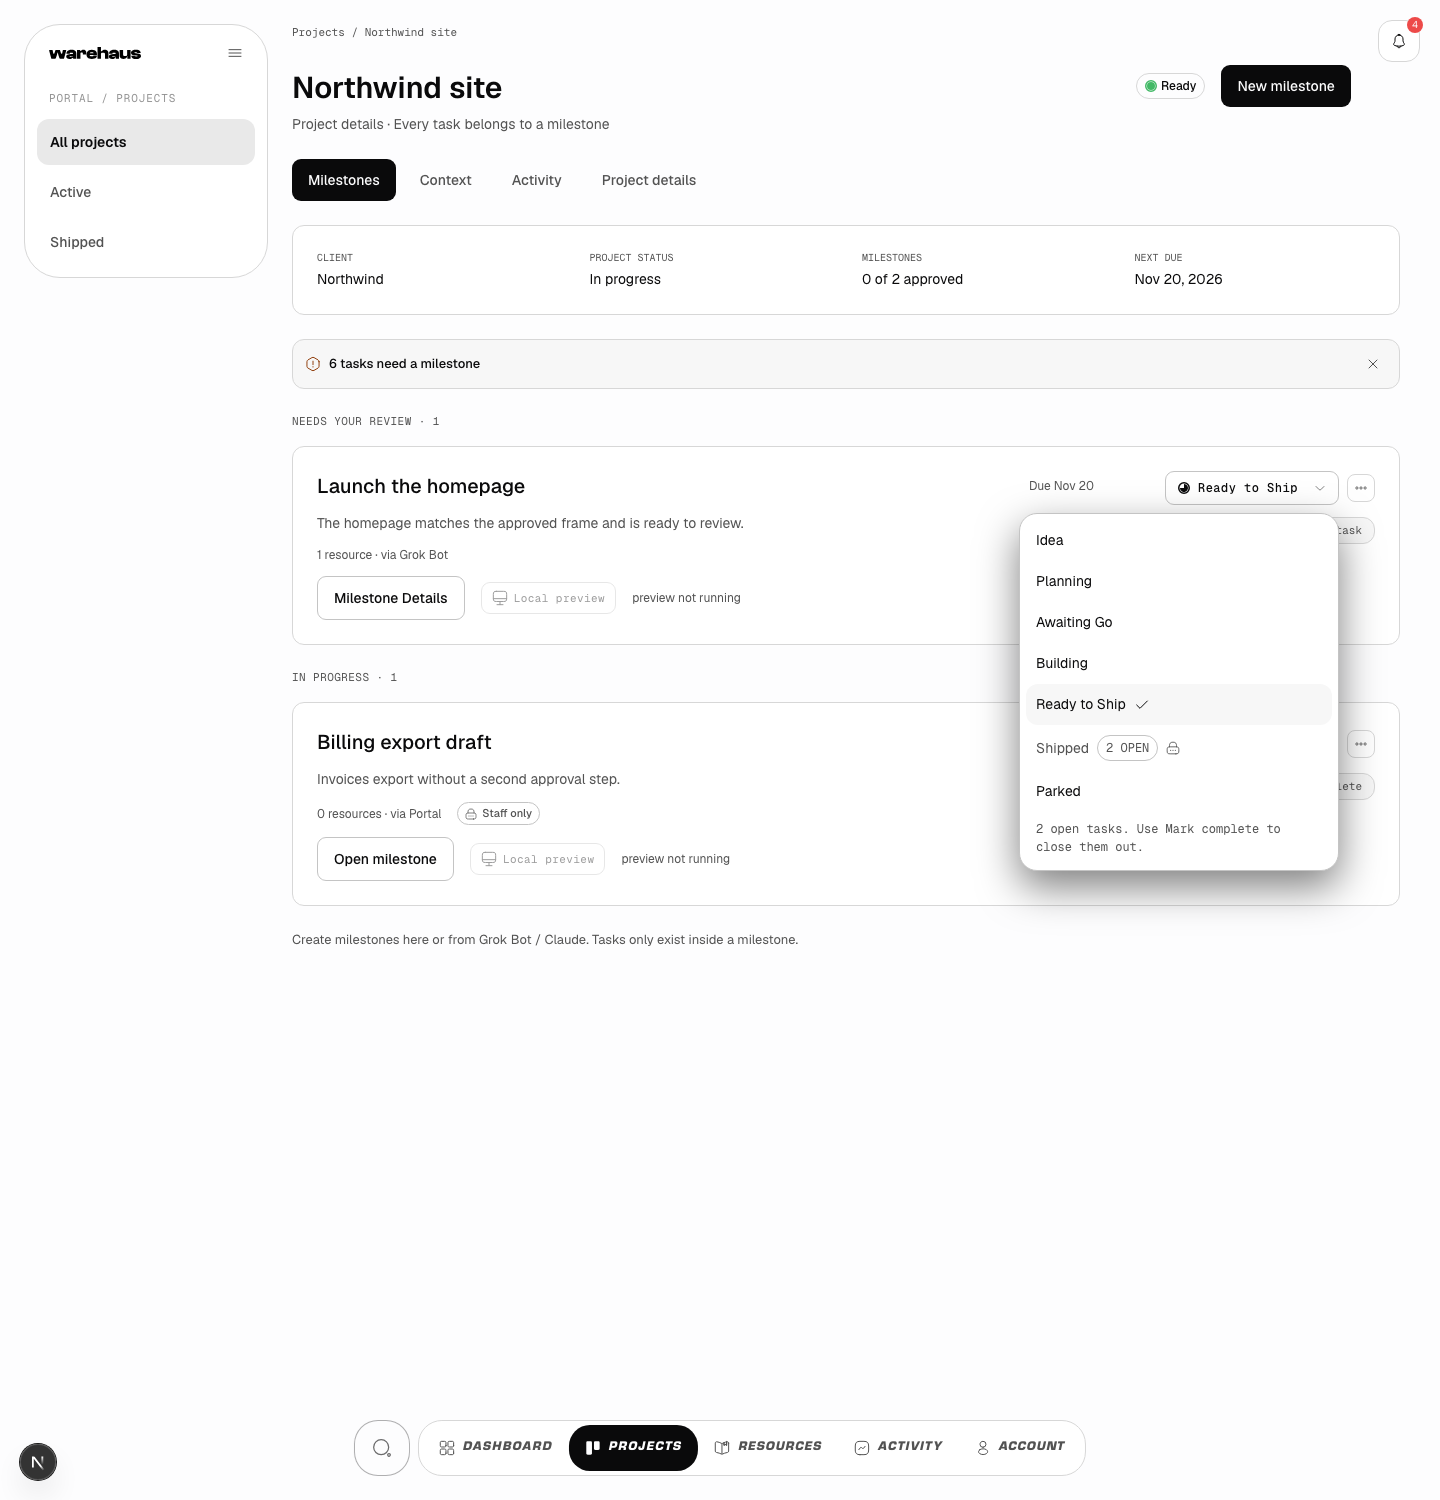 warehaus
PORTAL / PROJECTS
All projects
Active
Shipped
Projects / Northwind site
4
Northwind site
Ready
New milestone
Project details · Every task belongs to a milestone
Milestones
Context
Activity
Project details
CLIENT
Northwind
PROJECT STATUS
In progress
MILESTONES
0 of 2 approved
NEXT DUE
Nov 20, 2026
6 tasks need a milestone
NEEDS YOUR REVIEW · 1
Launch the homepage
Due Nov 20
Ready to Ship
The homepage matches the approved frame and is ready to review.
task
1 resource · via Grok Bot
Milestone Details
Local preview
preview not running
Idea
Planning
Awaiting Go
Building
Ready to Ship
Shipped
2 OPEN
Parked
2 open tasks. Use Mark complete to
close them out.
IN PROGRESS · 1
Billing export draft
Invoices export without a second approval step.
0 resources · via Portal
Staff only
Open milestone
Local preview
preview not running
Create milestones here or from Grok Bot / Claude. Tasks only exist inside a milestone.
N
DASHBOARD
PROJECTS
RESOURCES
ACTIVITY
ACCOUNT